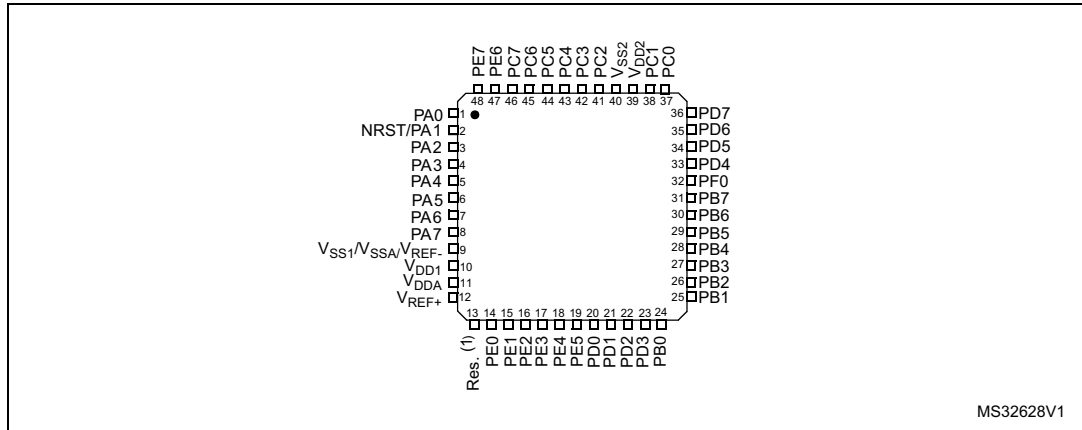 PE7
PE6
PC7
PC6
PC5
PC4
PC3
PC2
VSS2
VDD2
PC1
PC0
48 47 46 45 44 43 42 41 40 39 38 37
PA0 1
NRST/PA1 2
PA2 3
PA3 4
PA4 5
PA5 6
PA6 7
PA7 8
VSS1/VSSA/VREF- 9
VDD1 10
VDDA 11
VREF+ 12
36 PD7
35 PD6
34 PD5
33 PD4
32 PF0
31 PB7
30 PB6
29 PB5
28 PB4
27 PB3
26 PB2
25 PB1
13 14 15 16 17 18 19 20 21 22 23 24
Res. (1)
PE0
PE1
PE2
PE3
PE4
PE5
PD0
PD1
PD2
PD3
PB0
MS32628V1